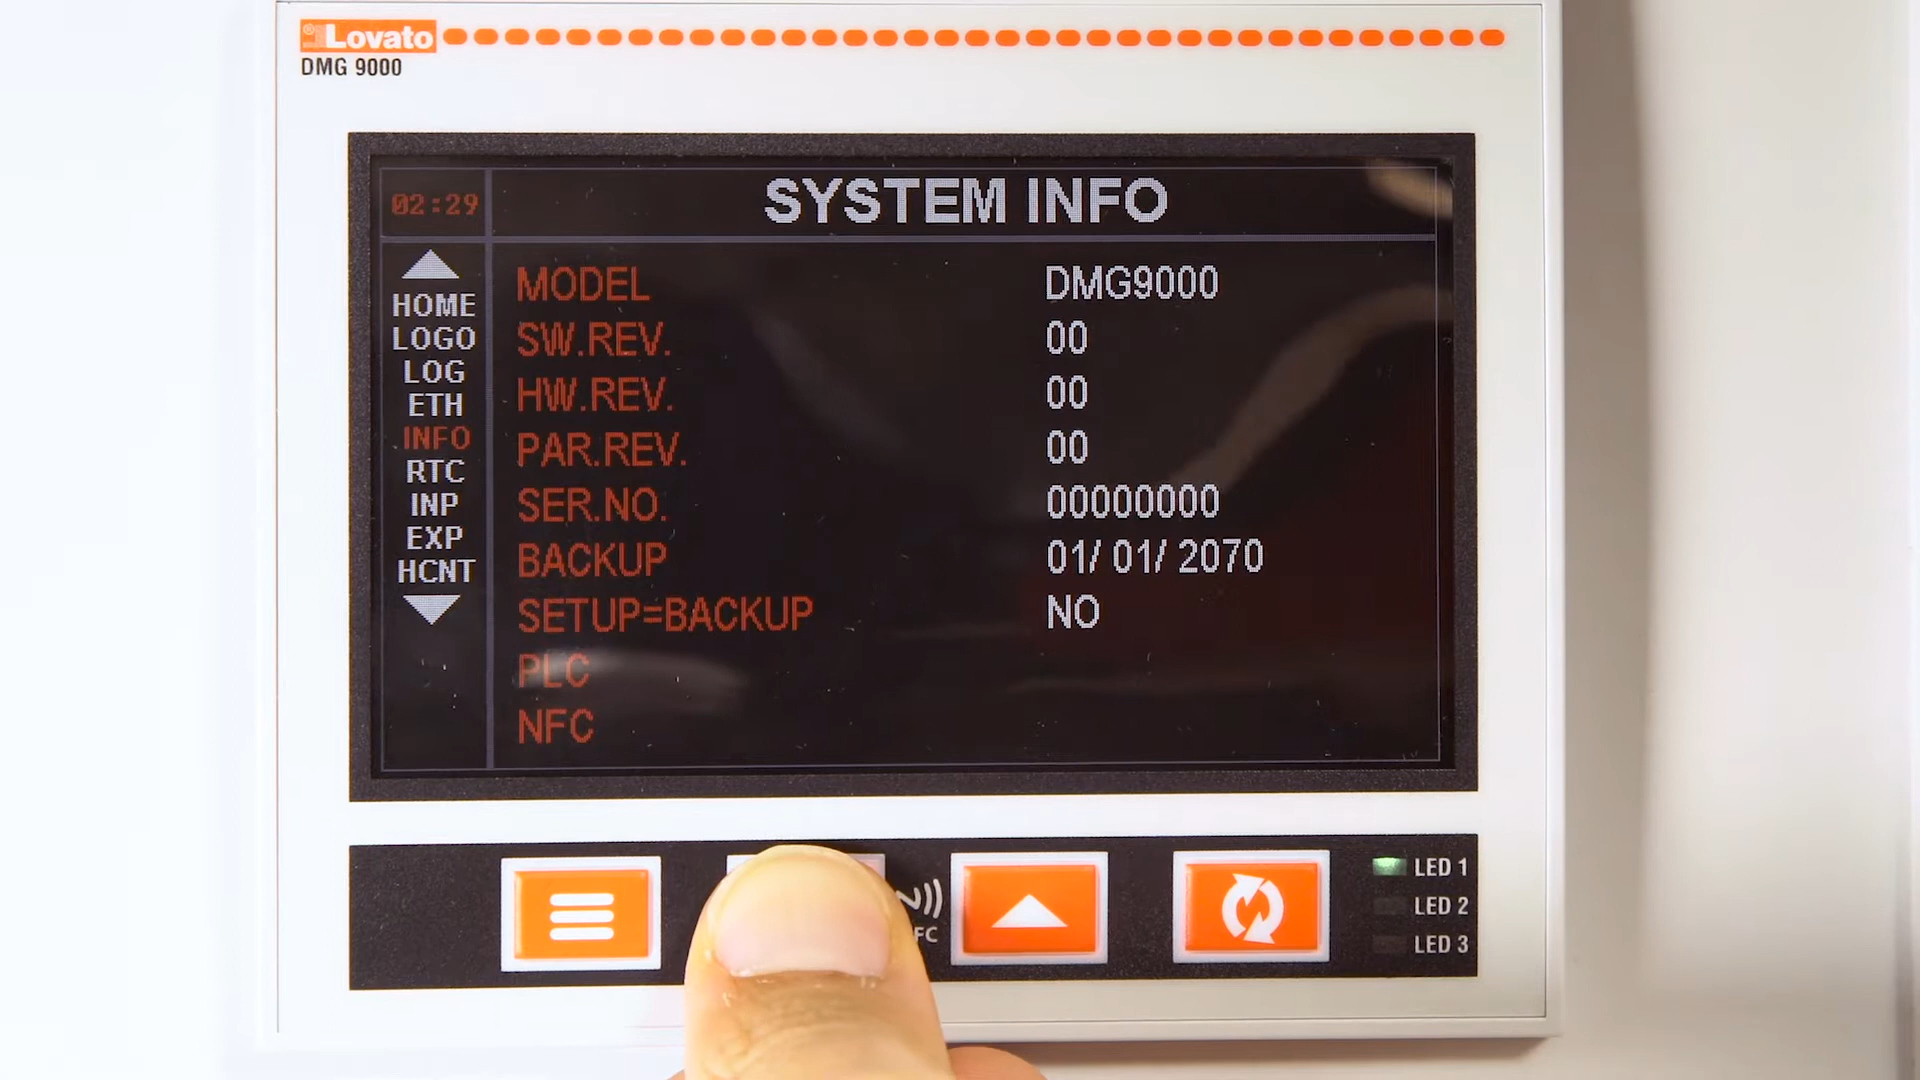 Lovato
DMG 9000
02:29
SYSTEM INFO
HOME
LOGO
LOG
ETH
INFO
RTC
INP
EXP
HCNT
MODEL DMG9000
SW.REV. 00
HW.REV. 00
PAR.REV. 00
SER.NO. 00000000
BACKUP 01/ 01/ 2070
SETUP=BACKUP NO
PLC
NFC
LED 1
LED 2
LED 3